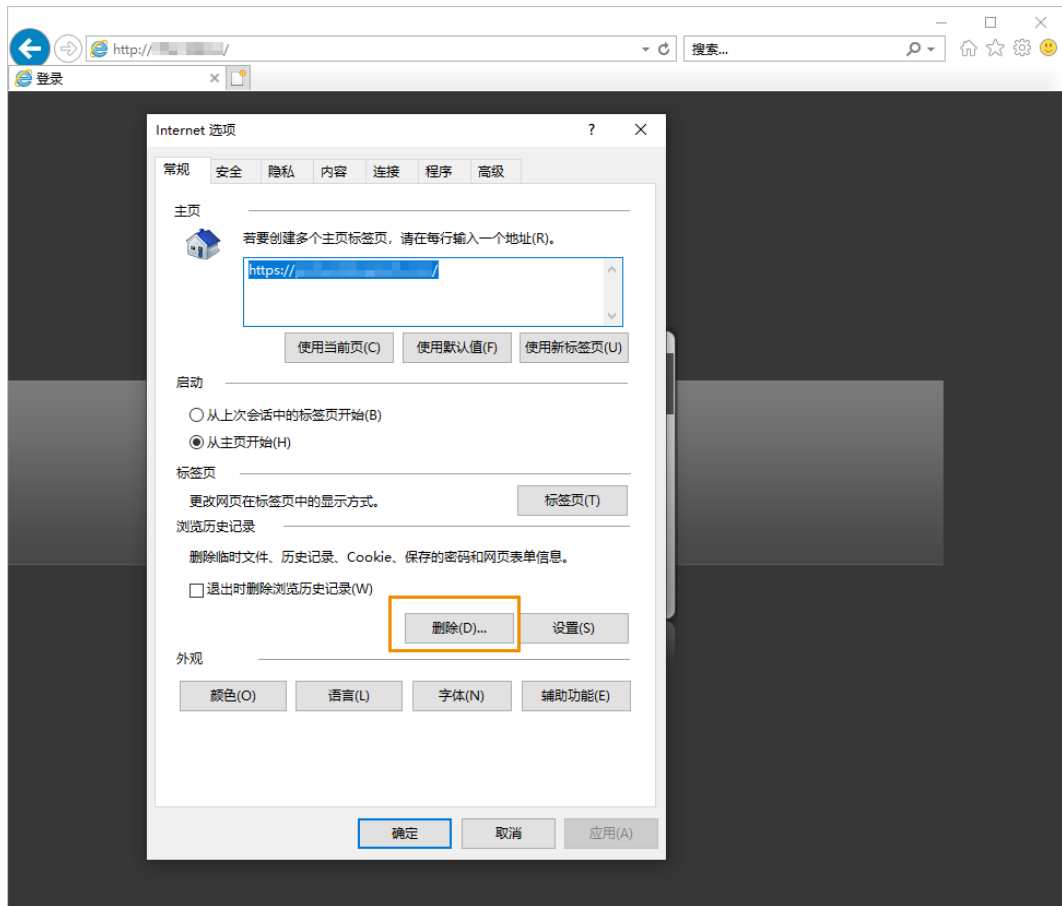 http://
/
搜索...
登录
Internet 选项
?
常规 安全 隐私 内容 连接 程序 高级
主页
若要创建多个主页标签页，请在每行输入一个地址(R)。
https://
/
使用当前页(C) 使用默认值(F) 使用新标签页(U)
启动
从上次会话中的标签页开始(B)
从主页开始(H)
标签页
更改网页在标签页中的显示方式。
标签页(T)
浏览历史记录
删除临时文件、历史记录、Cookie、保存的密码和网页表单信息。
退出时删除浏览历史记录(W)
删除(D)... 设置(S)
外观
颜色(O) 语言(L) 字体(N) 辅助功能(E)
确定 取消 应用(A)